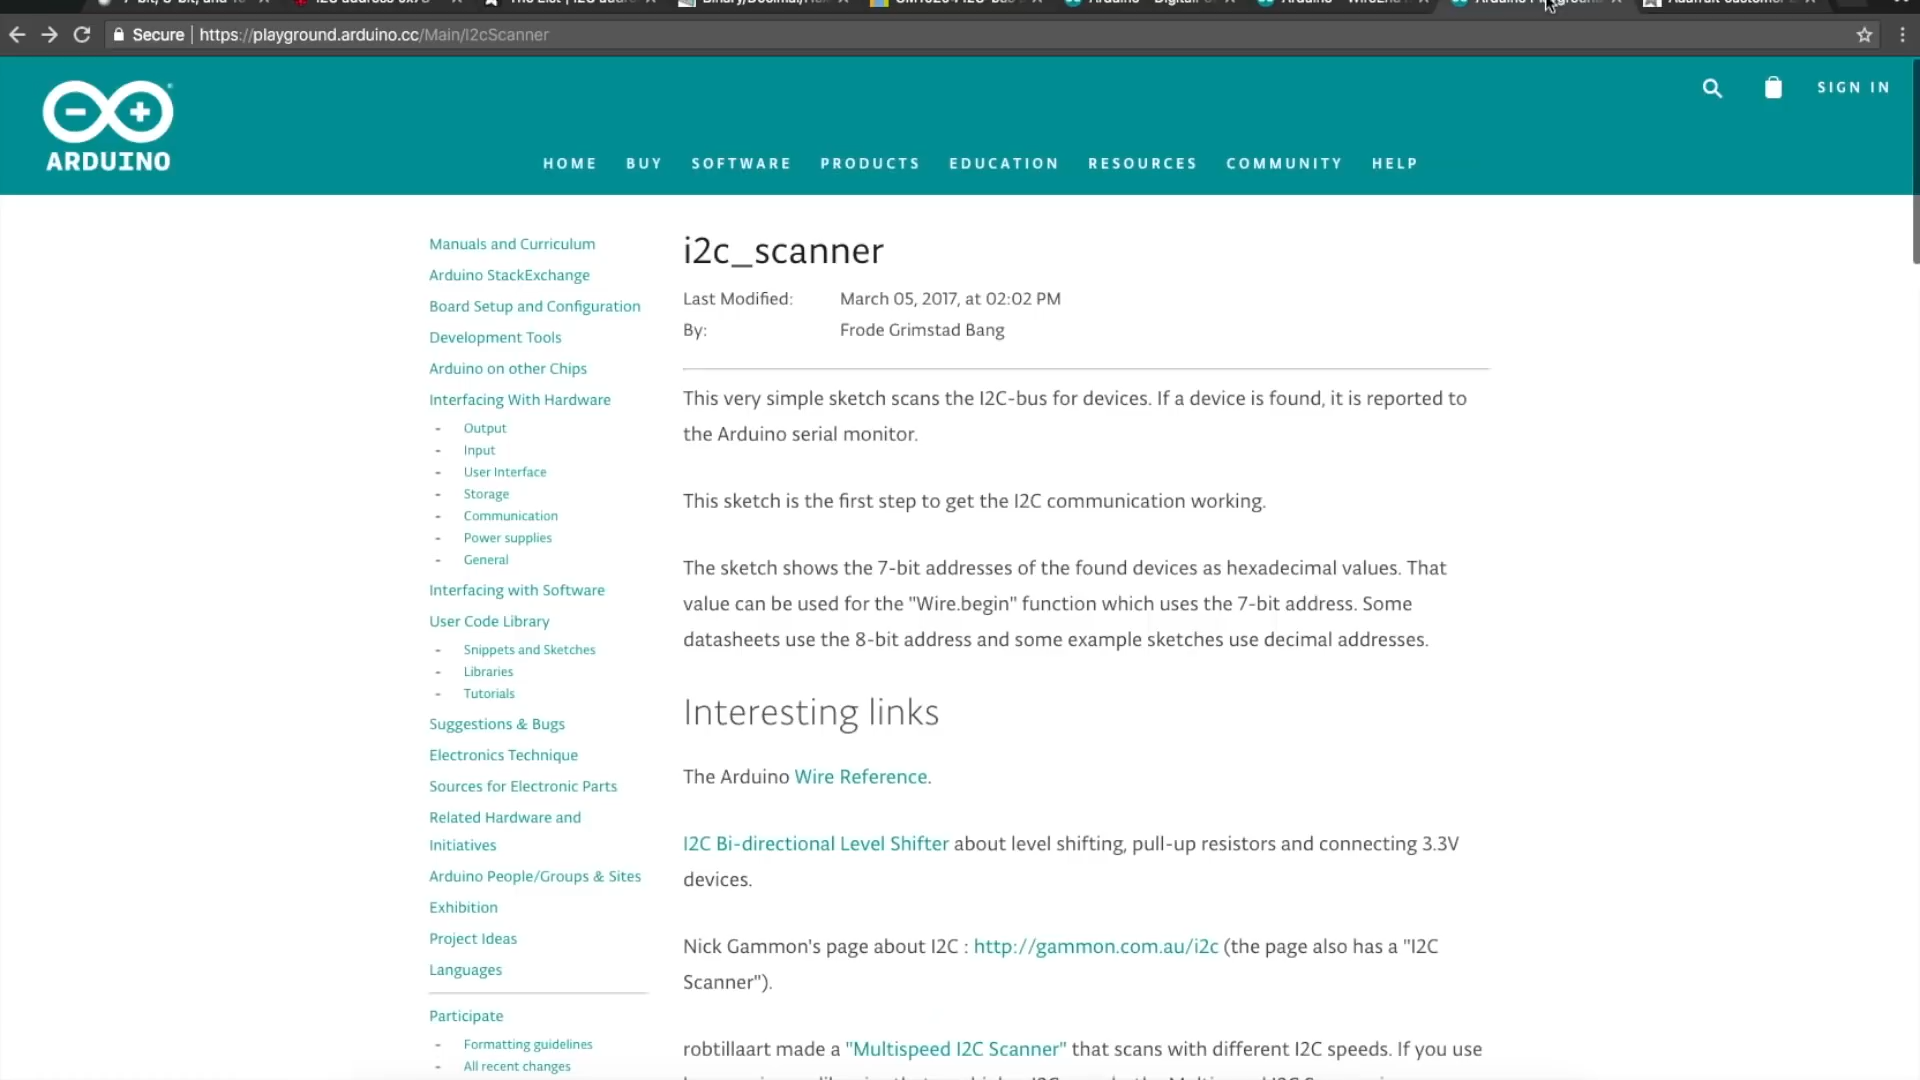 Secure | https://playground.arduino.cc/Main/I2cScanner
ARDUINO
SIGN IN
HOME BUY SOFTWARE PRODUCTS EDUCATION RESOURCES COMMUNITY HELP
Manuals and Curriculum
Arduino StackExchange
Board Setup and Configuration
Development Tools
Arduino on other Chips
Interfacing With Hardware
- Output
- Input
- User Interface
- Storage
- Communication
- Power supplies
- General
Interfacing with Software
User Code Library
- Snippets and Sketches
- Libraries
- Tutorials
Suggestions & Bugs
Electronics Technique
Sources for Electronic Parts
Related Hardware and
Initiatives
Arduino People/Groups & Sites
Exhibition
Project Ideas
Languages
Participate
- Formatting guidelines
- All recent changes
i2c_scanner
Last Modified: March 05, 2017, at 02:02 PM
By: Frode Grimstad Bang
This very simple sketch scans the I2C-bus for devices. If a device is found, it is reported to
the Arduino serial monitor.
This sketch is the first step to get the I2C communication working.
The sketch shows the 7-bit addresses of the found devices as hexadecimal values. That
value can be used for the "Wire.begin" function which uses the 7-bit address. Some
datasheets use the 8-bit address and some example sketches use decimal addresses.
Interesting links
The Arduino Wire Reference.
I2C Bi-directional Level Shifter about level shifting, pull-up resistors and connecting 3.3V
devices.
Nick Gammon's page about I2C : http://gammon.com.au/i2c (the page also has a "I2C
Scanner").
robtillaart made a "Multispeed I2C Scanner" that scans with different I2C speeds. If you use